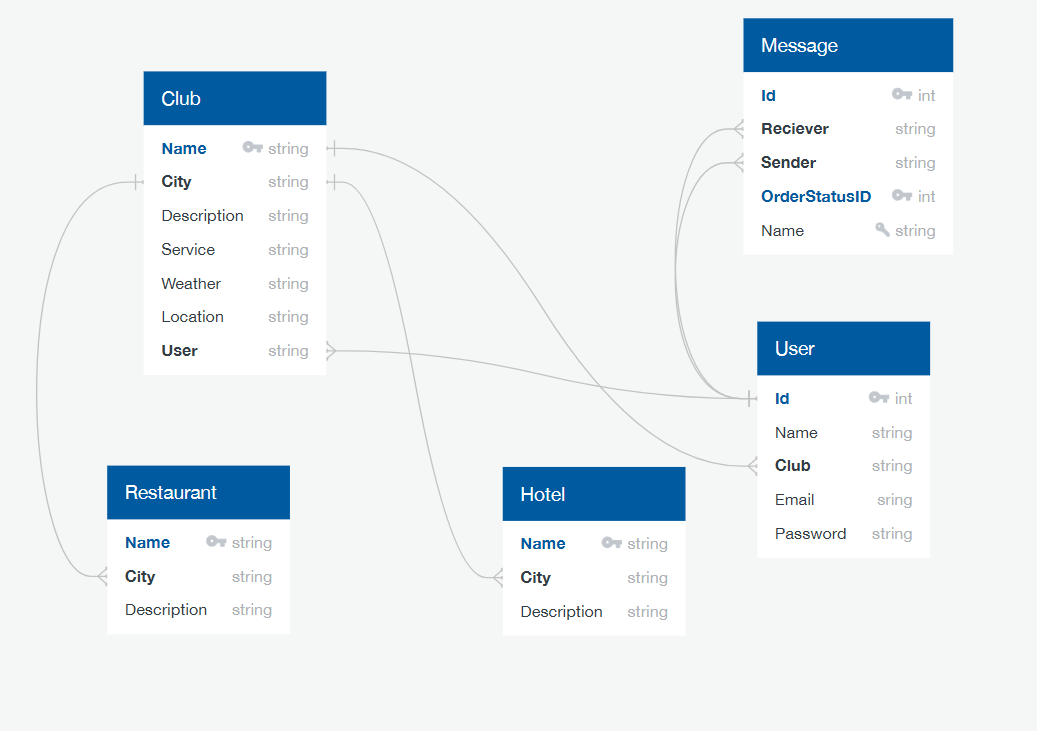 Message
Id int
Reciever string
Sender string
OrderStatusID int
Name string
Club
Name string
City string
Description string
Service string
Weather string
Location string
User string
User
Id int
Name string
Club string
Email sring
Password string
Restaurant
Name string
City string
Description string
Hotel
Name string
City string
Description string